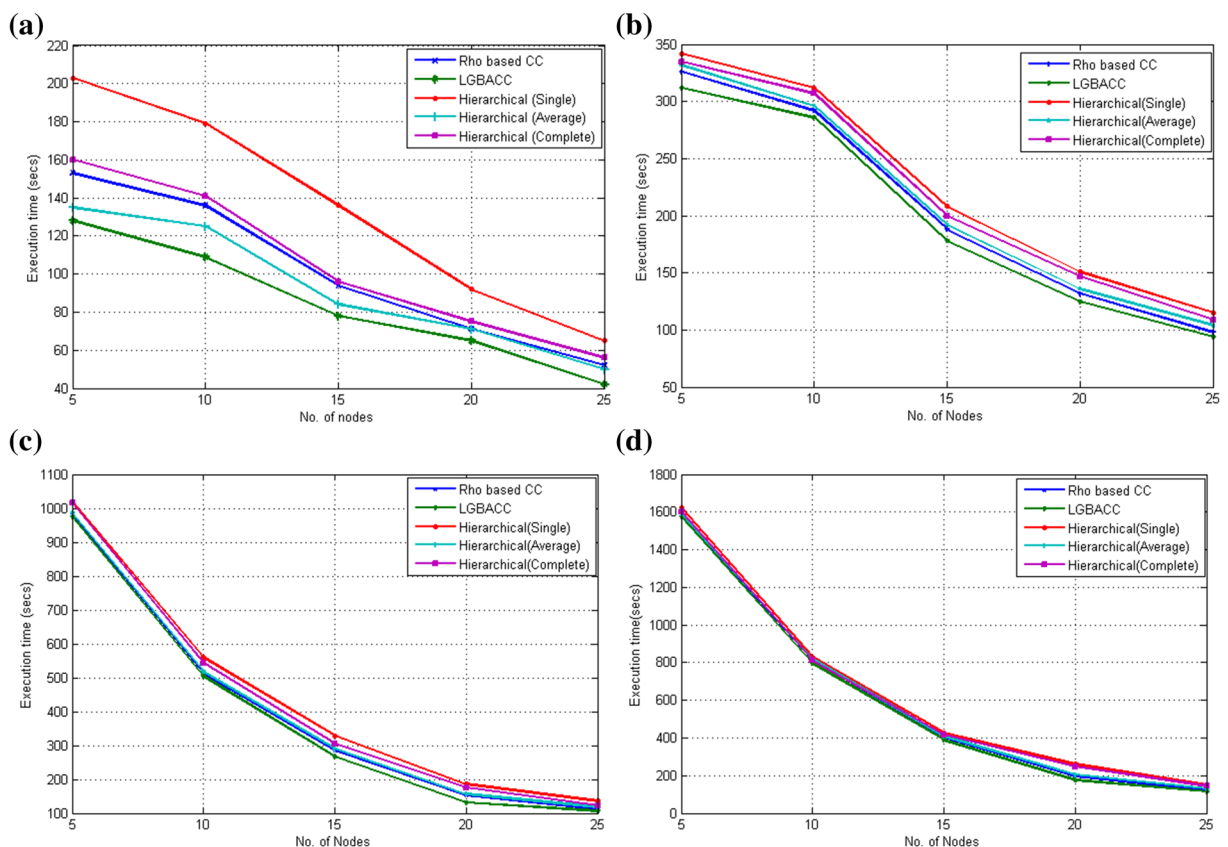 (a)
220
200
180
160
140
120
100
80
60
40
Execution time (secs)
5
10
15
20
25
No. of nodes
Rho based CC
LGBACC
Hierarchical (Single)
Hierarchical (Average)
Hierarchical (Complete)
(b)
350
300
250
200
150
100
50
Execution time (secs)
5
10
15
20
25
No. of Nodes
Rho based CC
LGBACC
Hierarchical(Single)
Hierarchical(Average)
Hierarchical(Complete)
(c)
1100
1000
900
800
700
600
500
400
300
200
100
Execution time (secs)
5
10
15
20
25
No. of Nodes
Rho based CC
LGBACC
Hierarchical(Single)
Hierarchical(Average)
Hierarchical(Complete)
(d)
1800
1600
1400
1200
1000
800
600
400
200
0
Execution time(secs)
5
10
15
20
25
No. of Nodes
Rho based CC
LGBACC
Hierarchical(Single)
Hierarchical(Average)
Hierarchical(Complete)